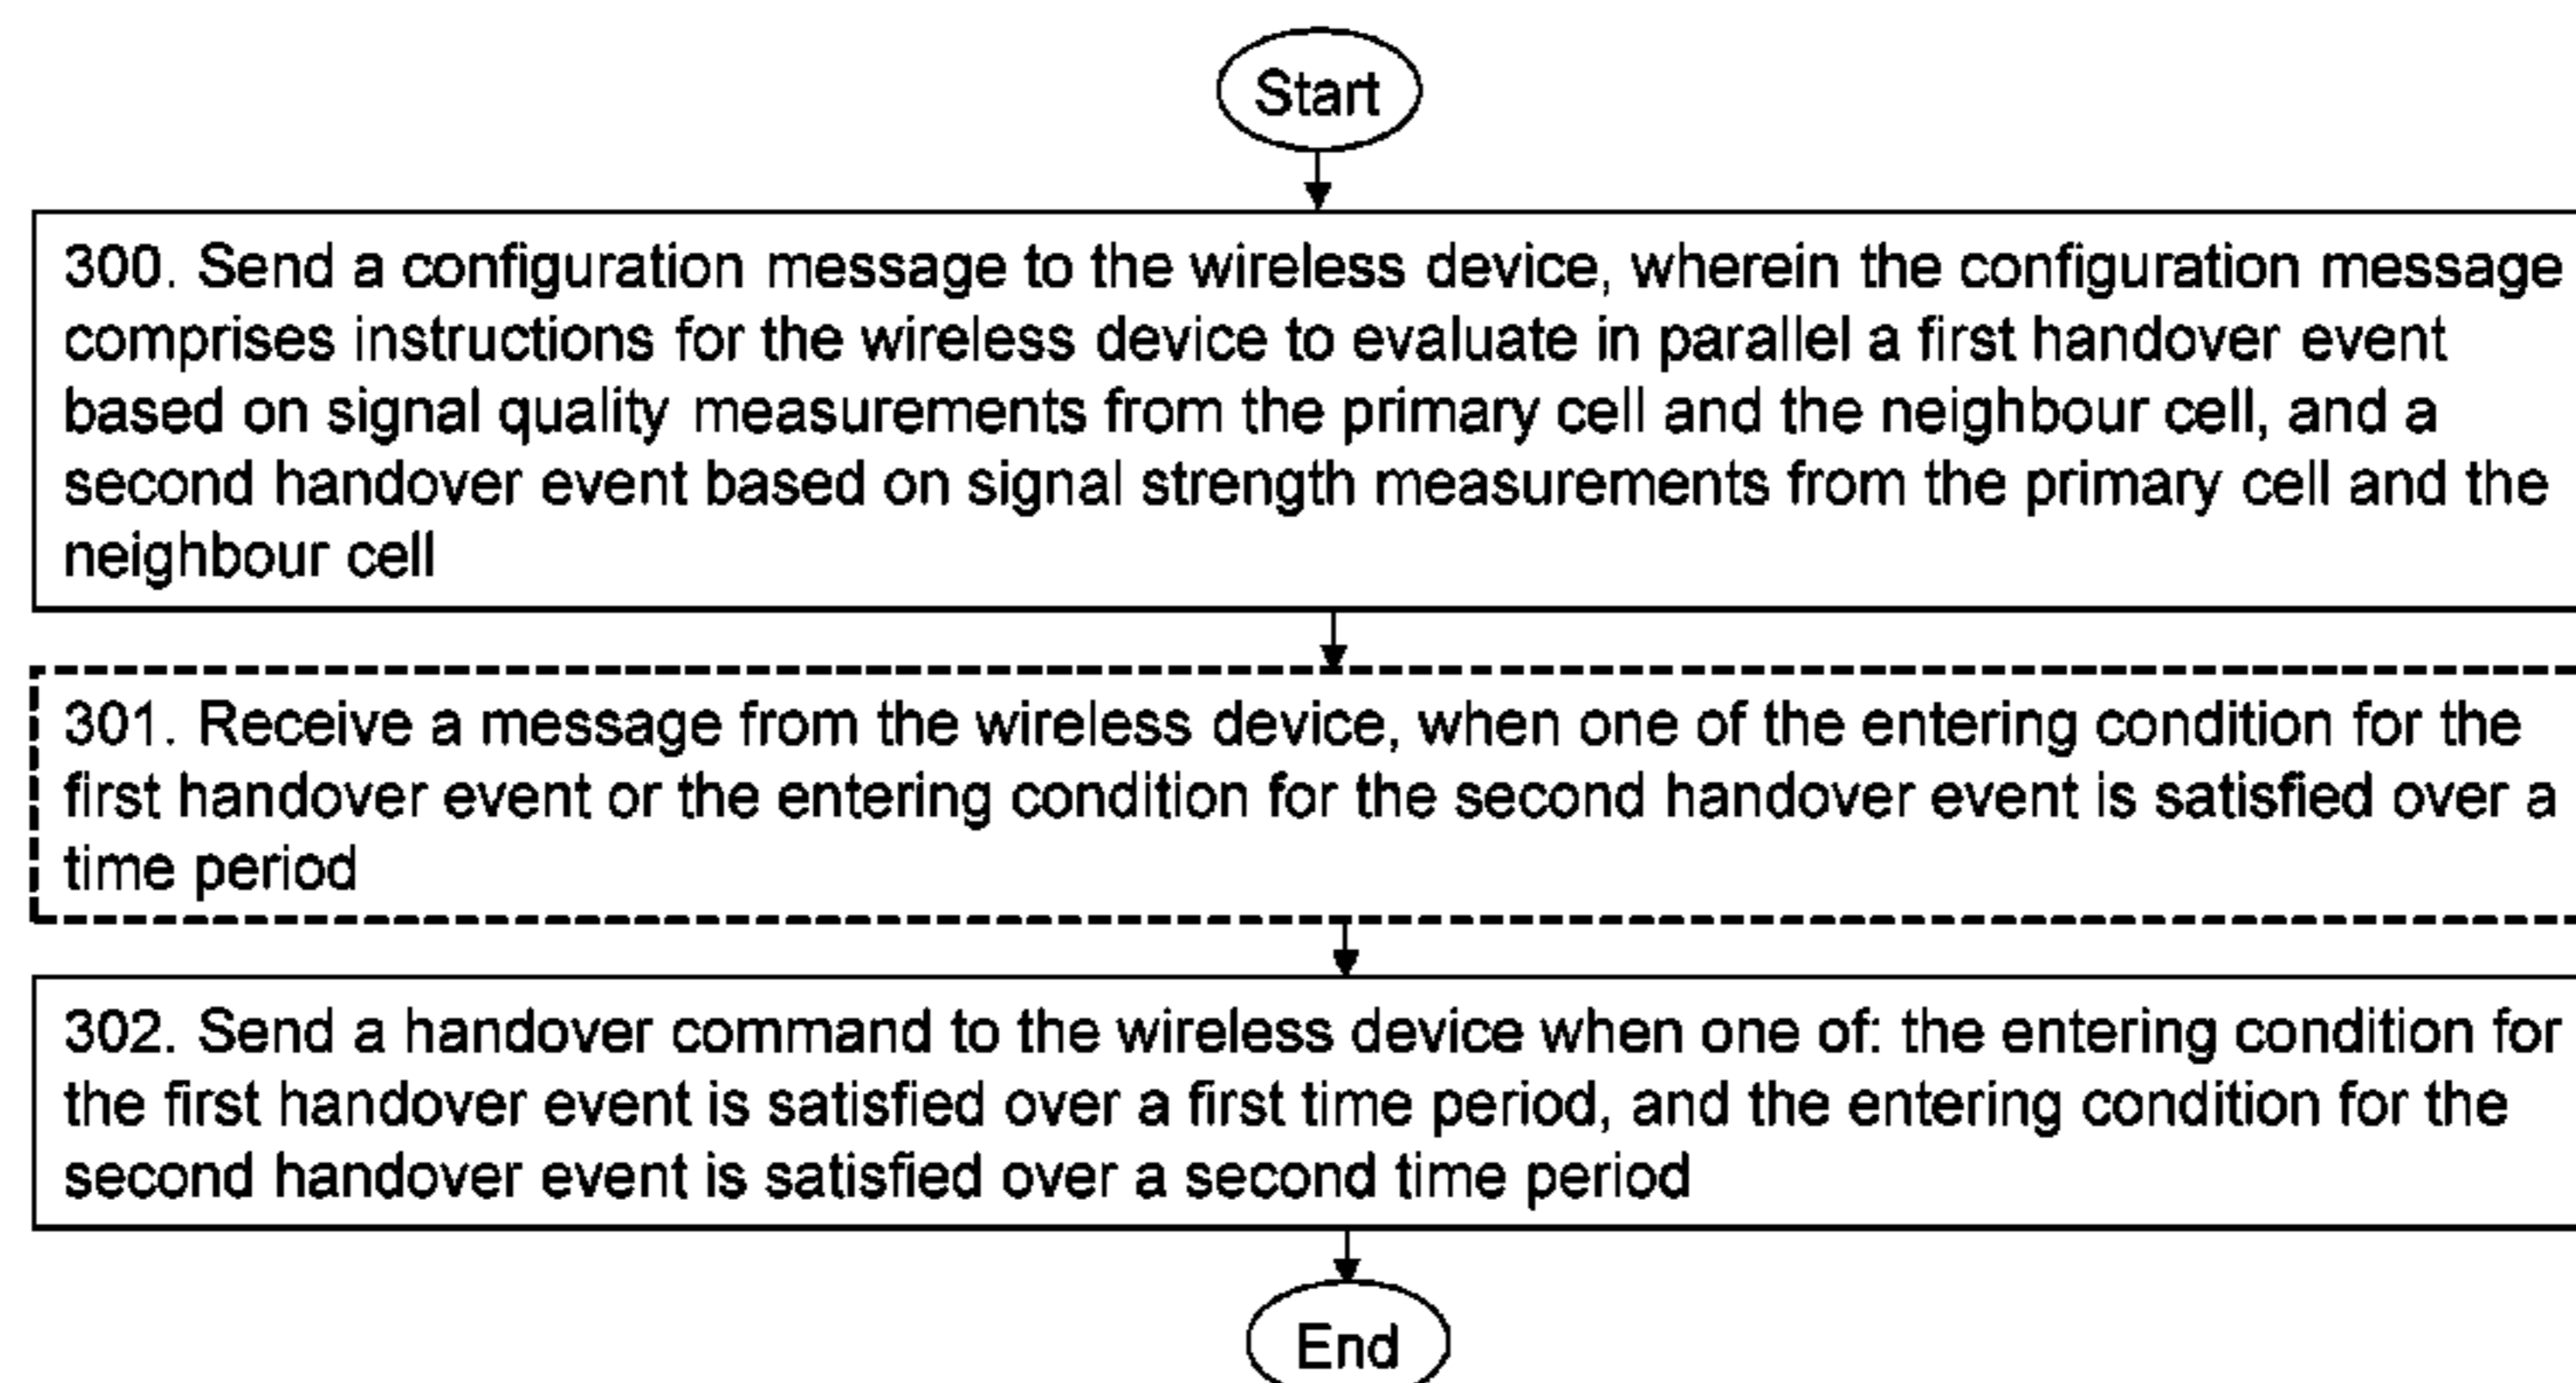 Start
300. Send a configuration message to the wireless device, wherein the configuration message
comprises instructions for the wireless device to evaluate in parallel a first handover event
based on signal quality measurements from the primary cell and the neighbour cell, and a
second handover event based on signal strength measurements from the primary cell and the
neighbour cell
301. Receive a message from the wireless device, when one of the entering condition for the
first handover event or the entering condition for the second handover event is satisfied over a
time period
302. Send a handover command to the wireless device when one of: the entering condition for
the first handover event is satisfied over a first time period, and the entering condition for the
second handover event is satisfied over a second time period
End